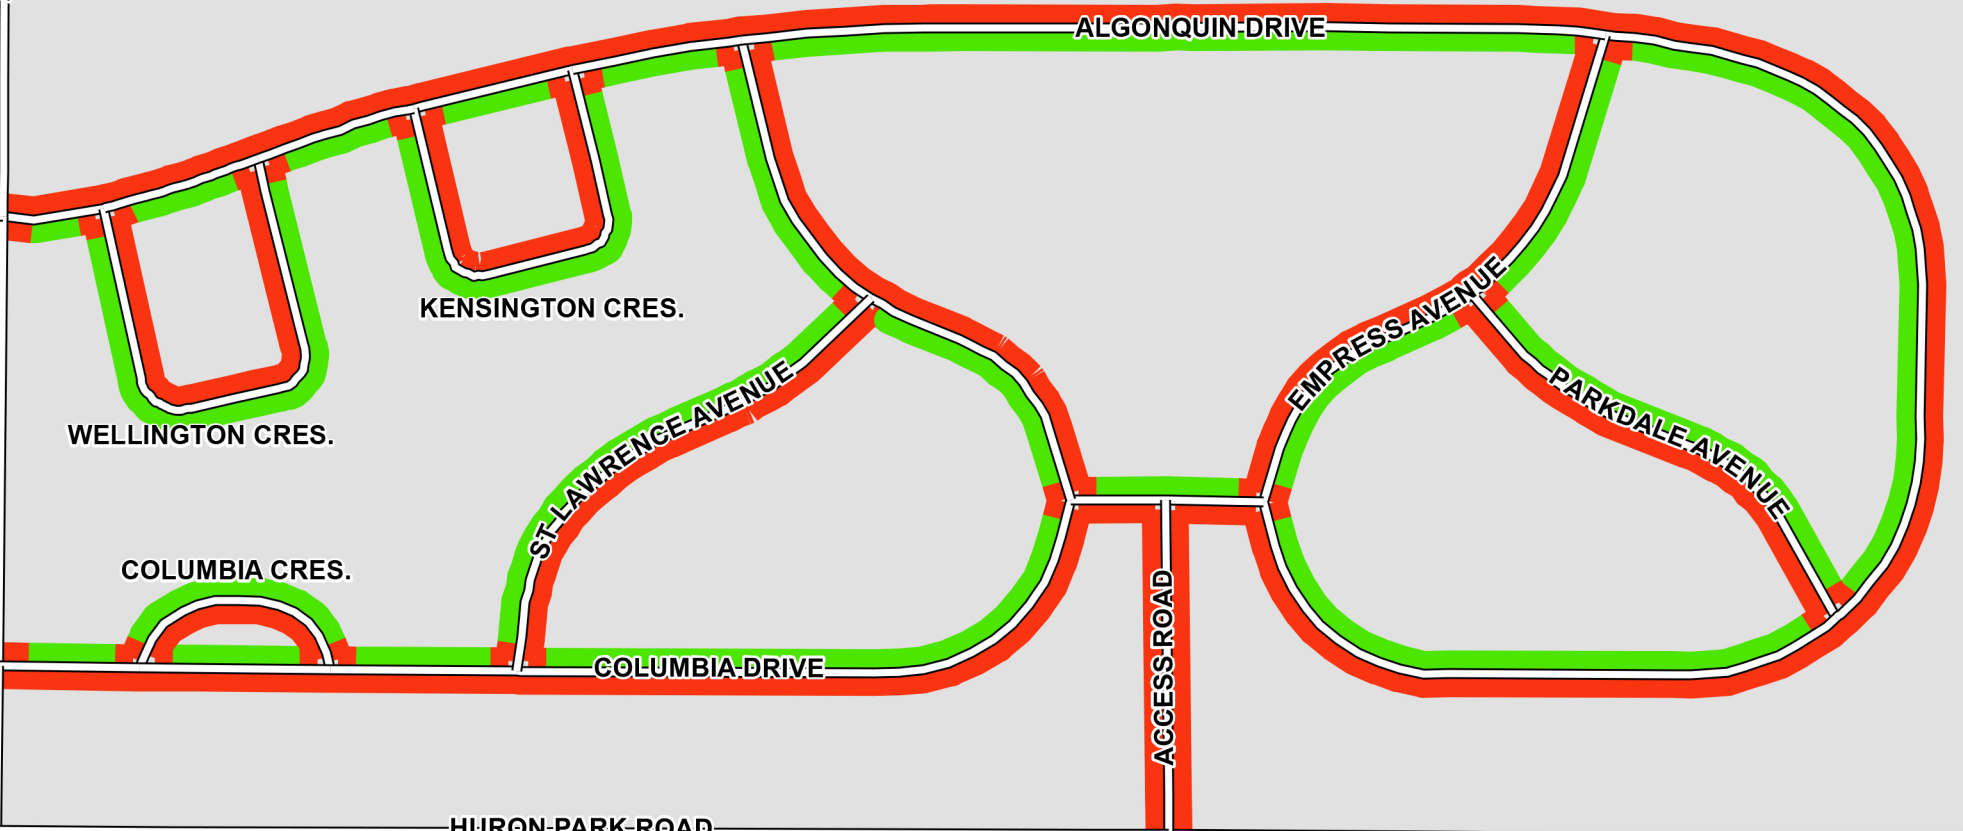 ALGONQUIN DRIVE
KENSINGTON CRES.
EMPRESS AVENUE
WELLINGTON CRES.
ST LAWRENCE AVENUE
PARKDALE AVENUE
COLUMBIA CRES.
COLUMBIA DRIVE
ACCESS ROAD
HURON PARK ROAD